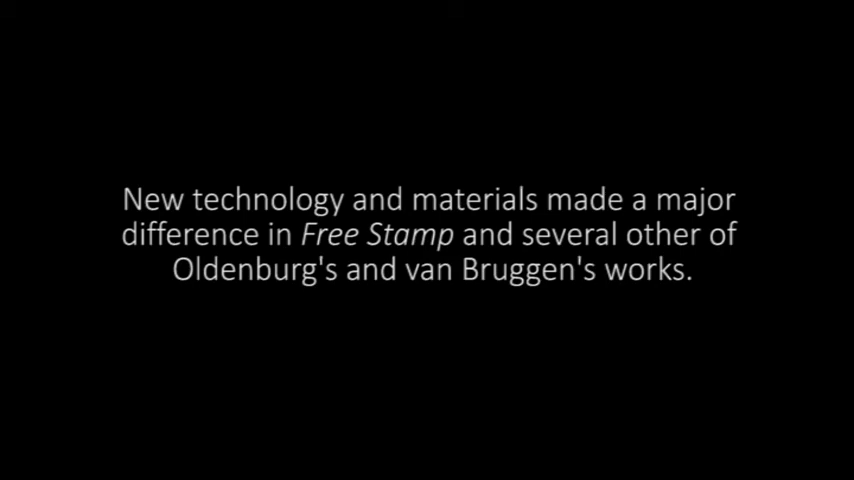 New technology and materials made a major
difference in Free Stamp and several other of
Oldenburg's and van Bruggen's works.